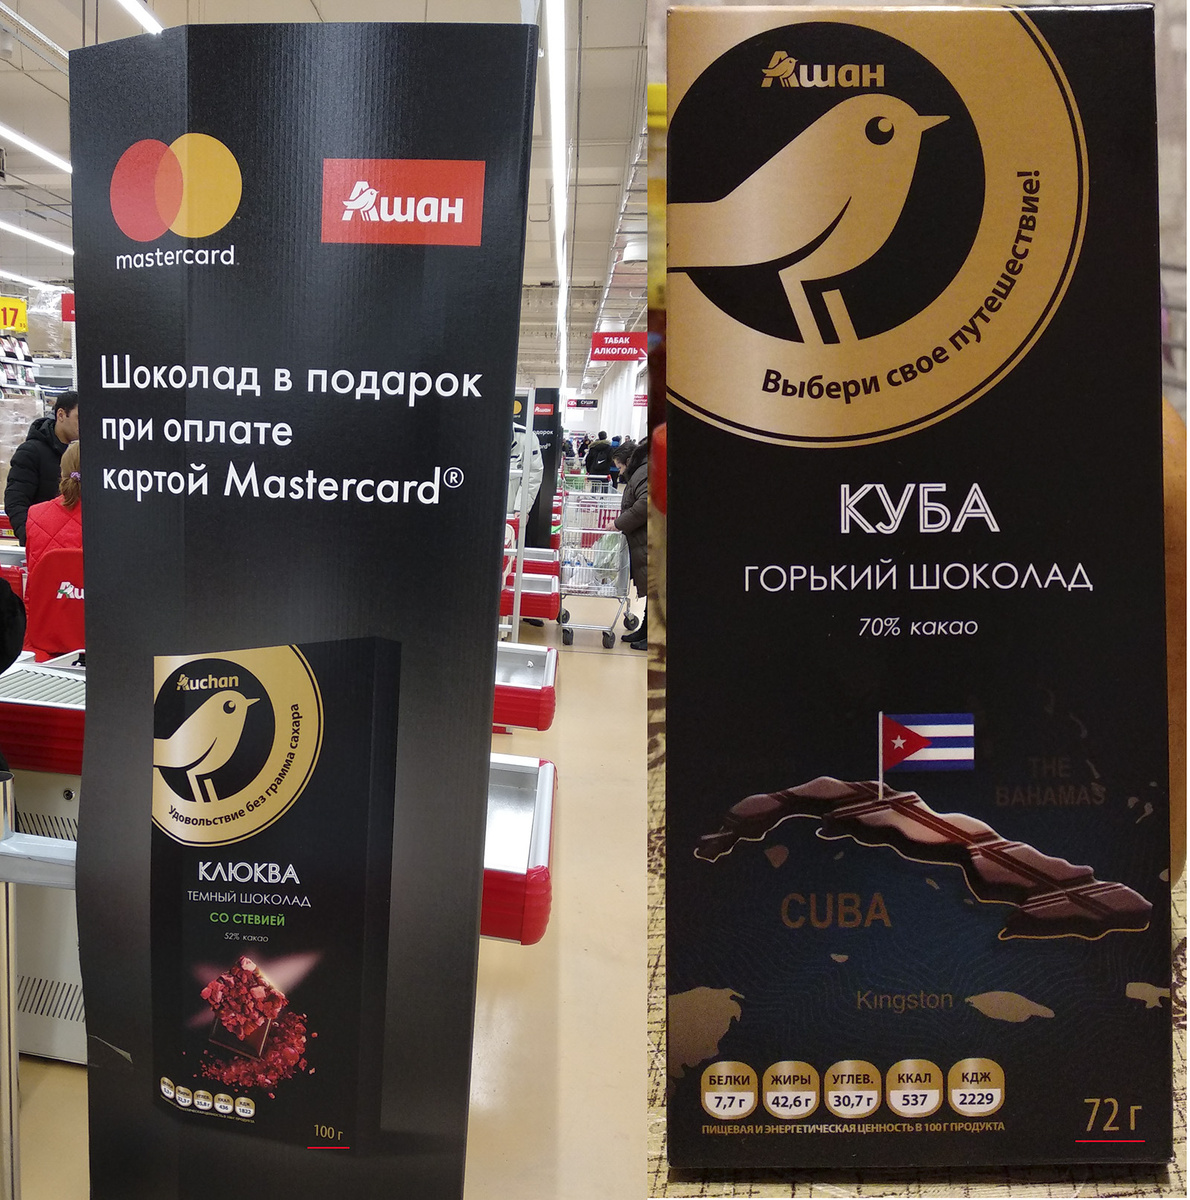 mastercard
Ашан
Шоколад в подарок
при оплате
картой Mastercard®
17
ТАБАК
АЛКОГОЛЬ
Ашан
Auchan
Удовольствие без грамма сахара
КЛЮКВА
ТЕМНЫЙ ШОКОЛАД
СО СТЕВИЕЙ
52% какао
100 г
Ашан
Выбери свое путешествие!
КУБА
ГОРЬКИЙ ШОКОЛАД
70% какао
THE
BAHAMAS
CUBA
Kingston
БЕЛКИ ЖИРЫ УГЛЕВ. ККАЛ КДЖ
7,7 г 42,6 г 30,7 г 537 2229
ПИЩЕВАЯ И ЭНЕРГЕТИЧЕСКАЯ ЦЕННОСТЬ В 100 Г ПРОДУКТА
72 г